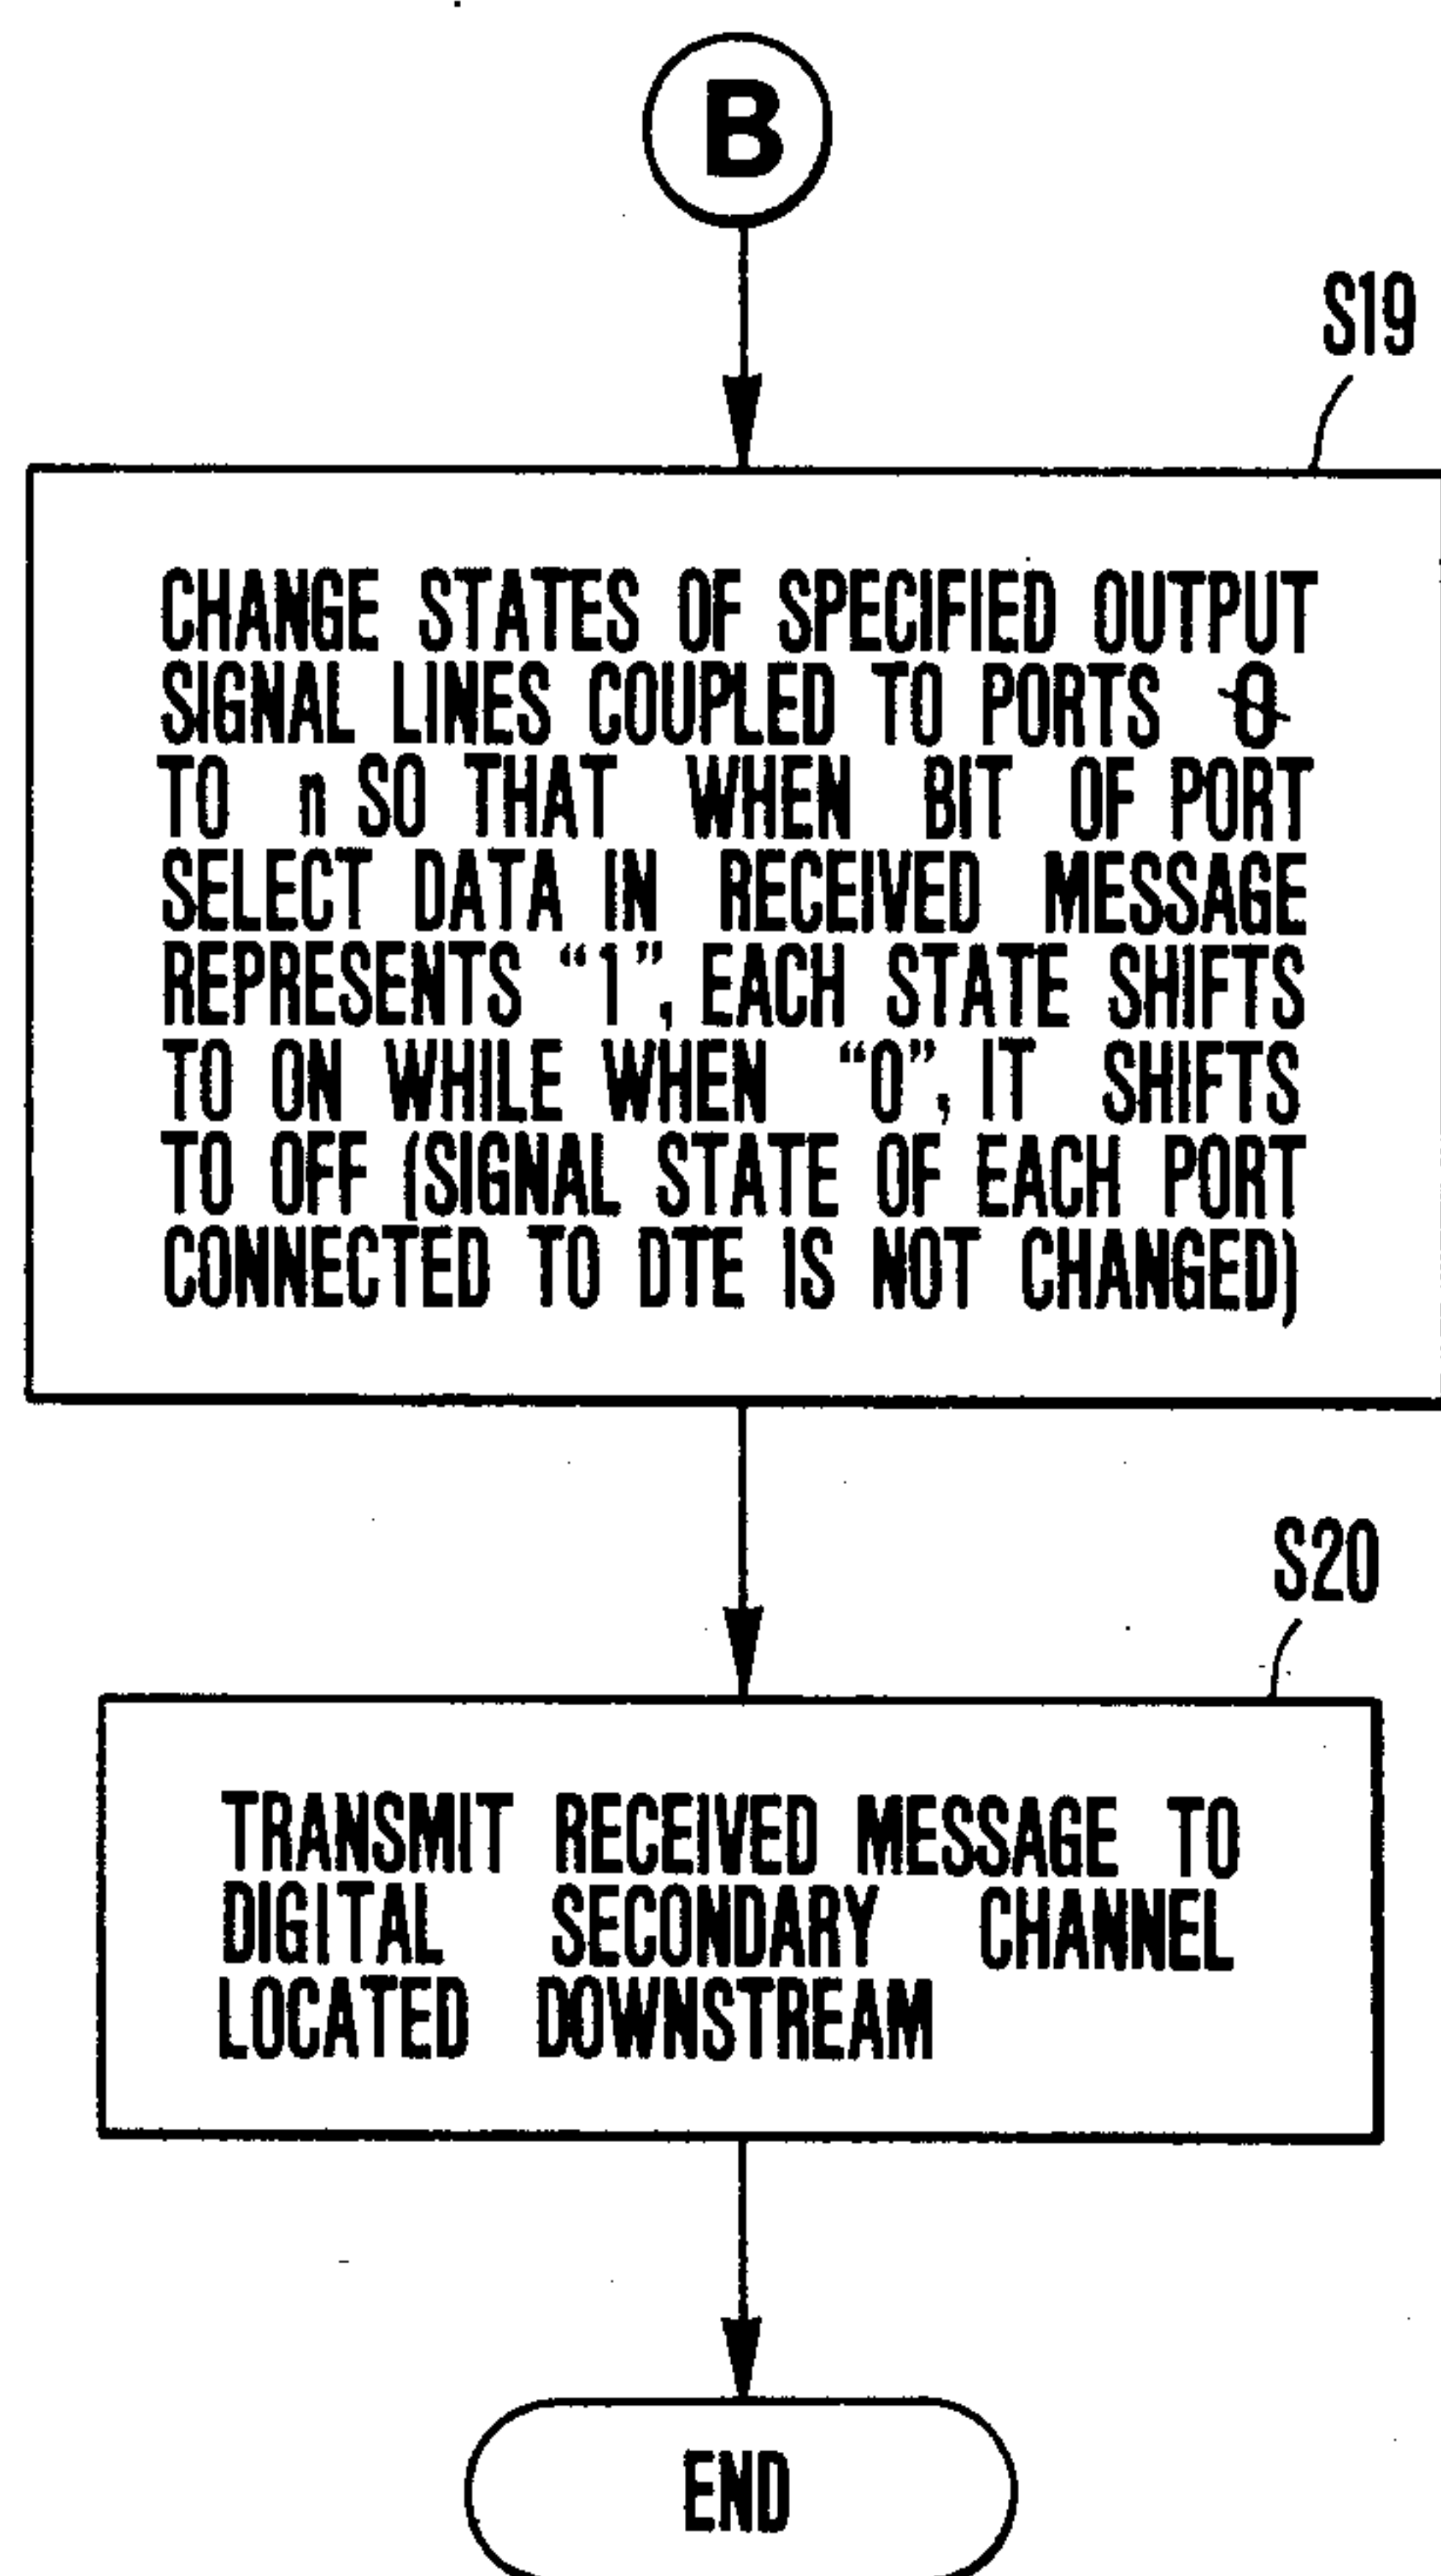 B
S19
CHANGE STATES OF SPECIFIED OUTPUT
SIGNAL LINES COUPLED TO PORTS 0
TO n SO THAT WHEN BIT OF PORT
SELECT DATA IN RECEIVED MESSAGE
REPRESENTS “1”, EACH STATE SHIFTS
TO ON WHILE WHEN “0”, IT SHIFTS
TO OFF (SIGNAL STATE OF EACH PORT
CONNECTED TO DTE IS NOT CHANGED)
S20
TRANSMIT RECEIVED MESSAGE TO
DIGITAL SECONDARY CHANNEL
LOCATED DOWNSTREAM
END